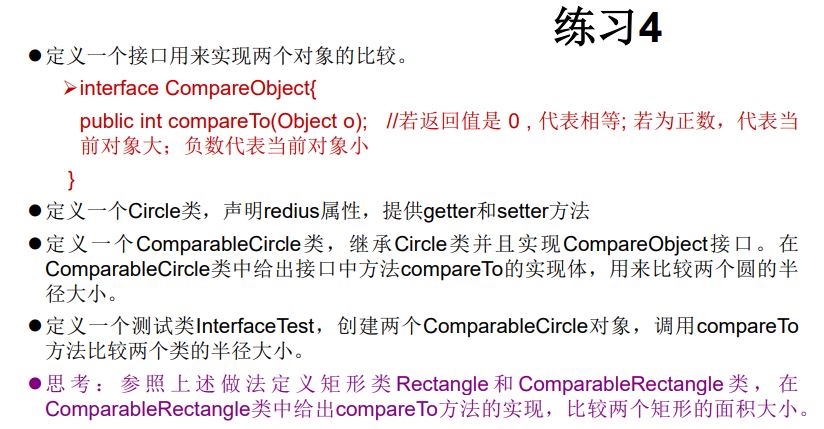 练习4
●定义一个接口用来实现两个对象的比较。
➢interface CompareObject{
public int compareTo(Object o); //若返回值是 0 , 代表相等; 若为正数，代表当
前对象大；负数代表当前对象小
}
●定义一个Circle类，声明redius属性，提供getter和setter方法
●定义一个ComparableCircle类，继承Circle类并且实现CompareObject接口。在
ComparableCircle类中给出接口中方法compareTo的实现体，用来比较两个圆的半
径大小。
●定义一个测试类InterfaceTest，创建两个ComparableCircle对象，调用compareTo
方法比较两个类的半径大小。
●思考：参照上述做法定义矩形类Rectangle和ComparableRectangle类，在
ComparableRectangle类中给出compareTo方法的实现，比较两个矩形的面积大小。